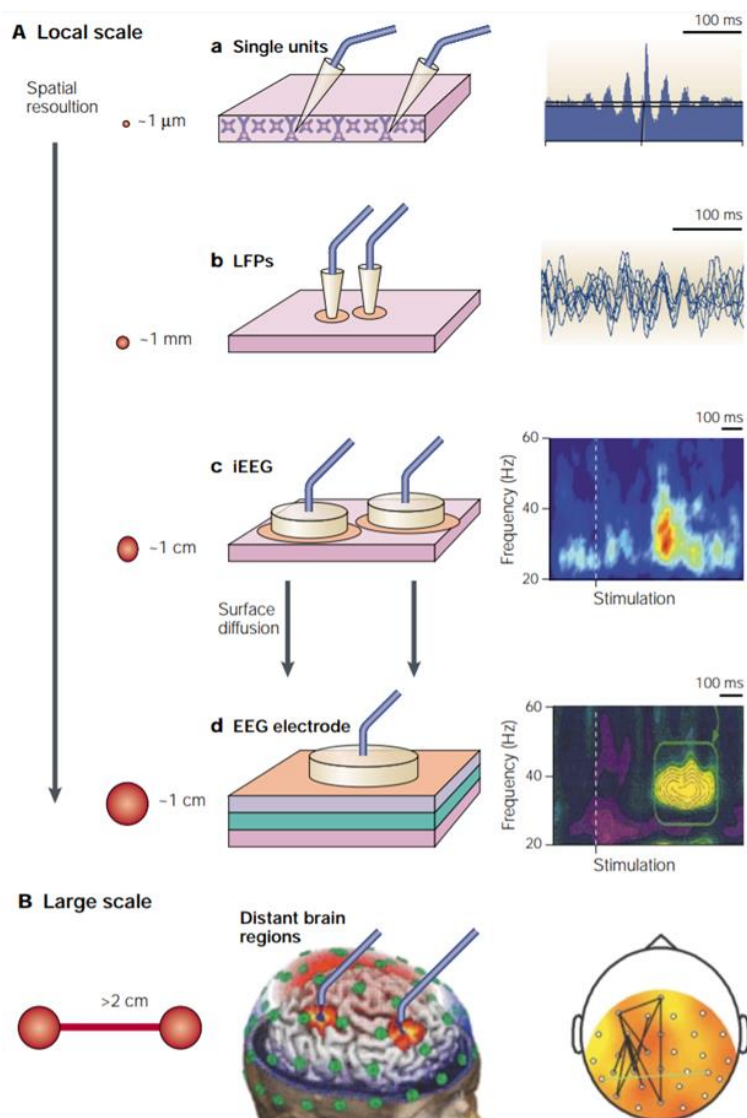 A Local scale
a Single units
100 ms
Spatial
resoultion
~1 μm
b LFPs
100 ms
~1 mm
c iEEG
100 ms
60
Frequency (Hz)
40
20
Stimulation
~1 cm
Surface
diffusion
d EEG electrode
100 ms
60
Frequency (Hz)
40
20
Stimulation
~1 cm
B Large scale
Distant brain
regions
>2 cm